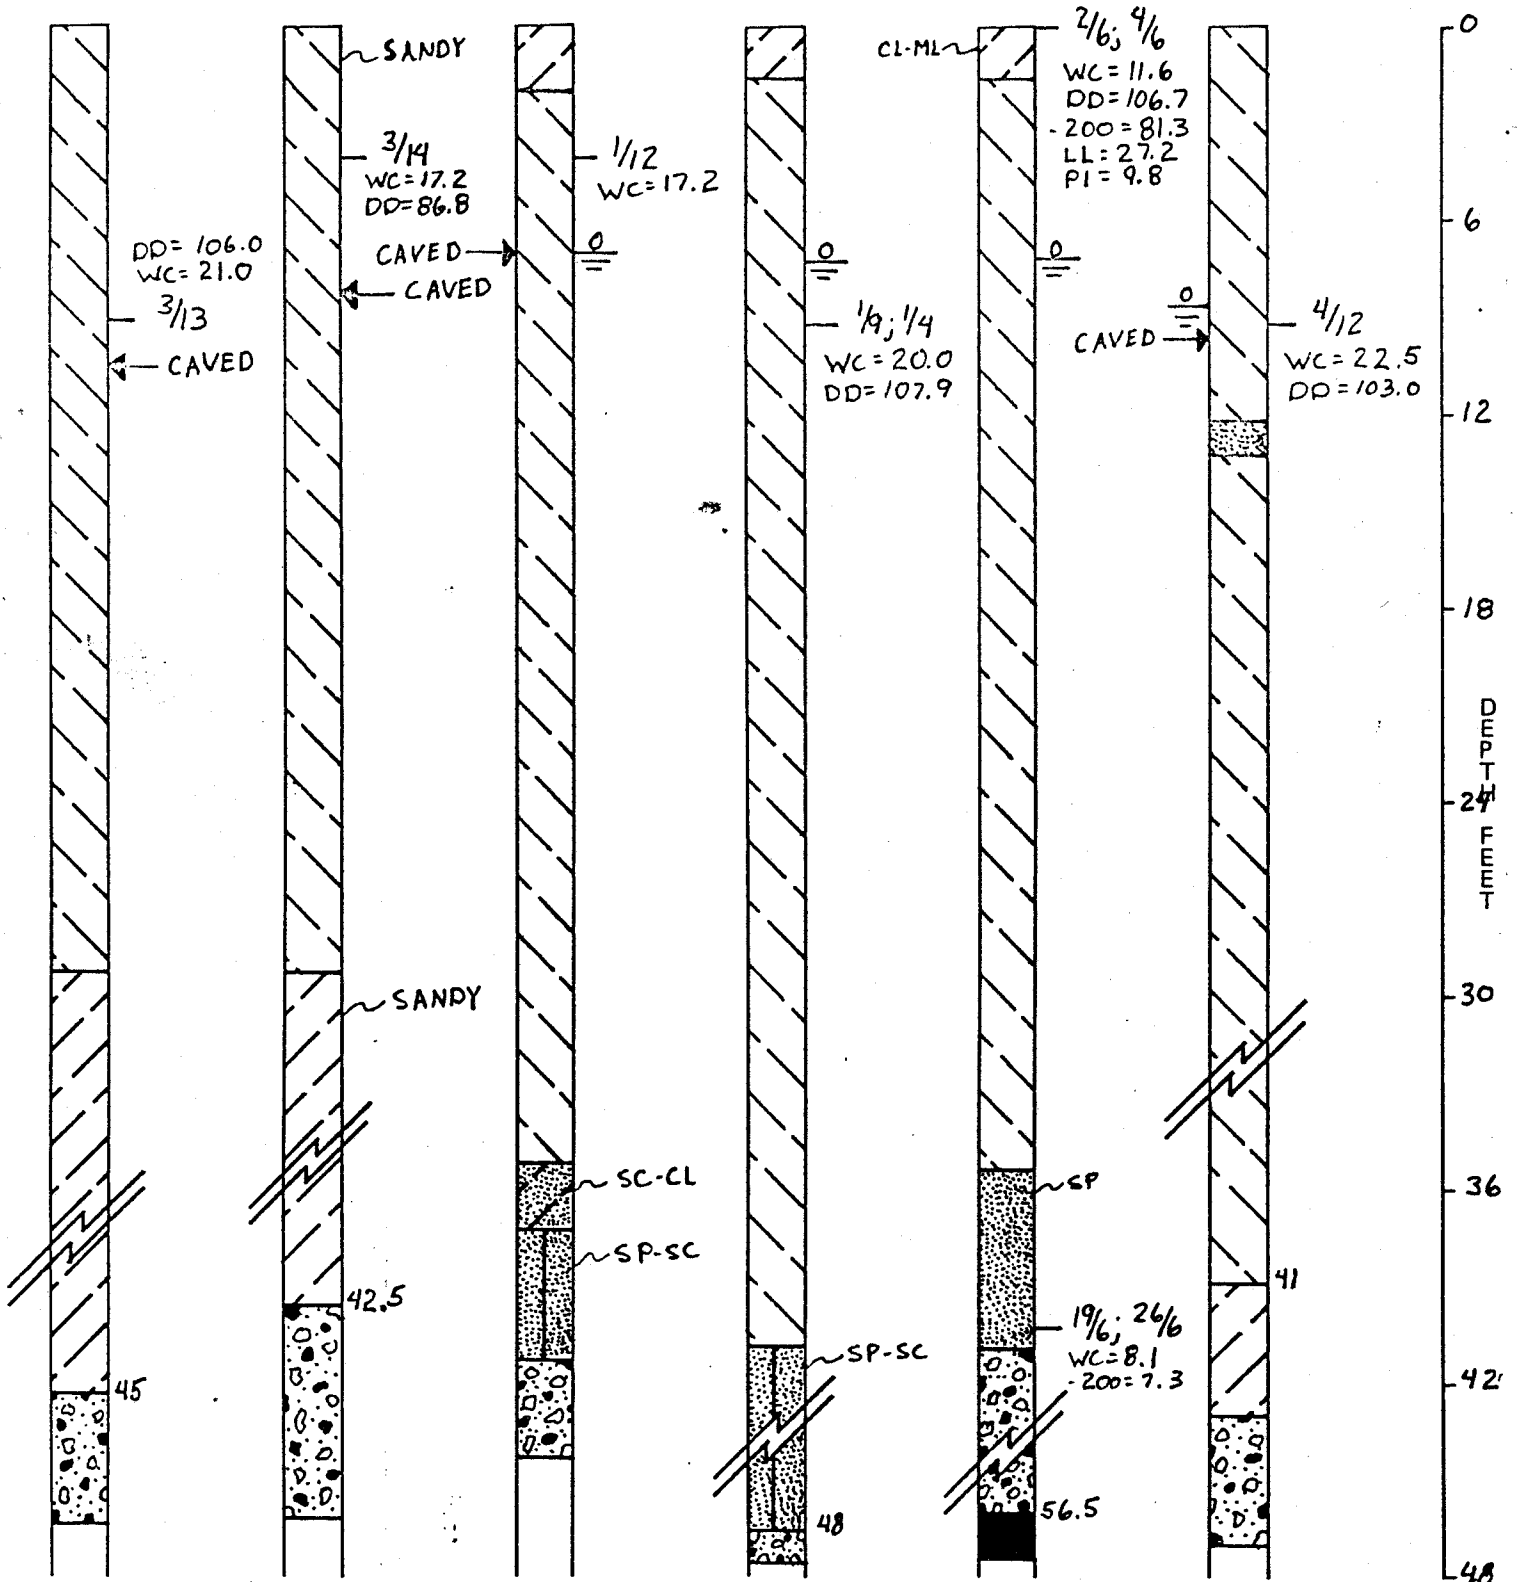 SANDY
3/14
WC=17.2
DD=86.8
DD=106.0
WC=21.0
3/13
CAVED
CAVED
SANDY
42.5
45
1/12
WC=17.2
CAVED
0
SC-CL
SP-SC
0
1/9; 1/4
WC=20.0
DD=107.9
SP-SC
48
CL-ML
2/6; 4/6
WC=11.6
DD=106.7
-200=81.3
LL=27.2
PI=9.8
0
SP
19/6; 26/6
WC=8.1
-200=7.3
56.5
0
CAVED
4/12
WC=22.5
DD=103.0
41
0
6
12
18
24
30
36
42
48
DEPTH FEET